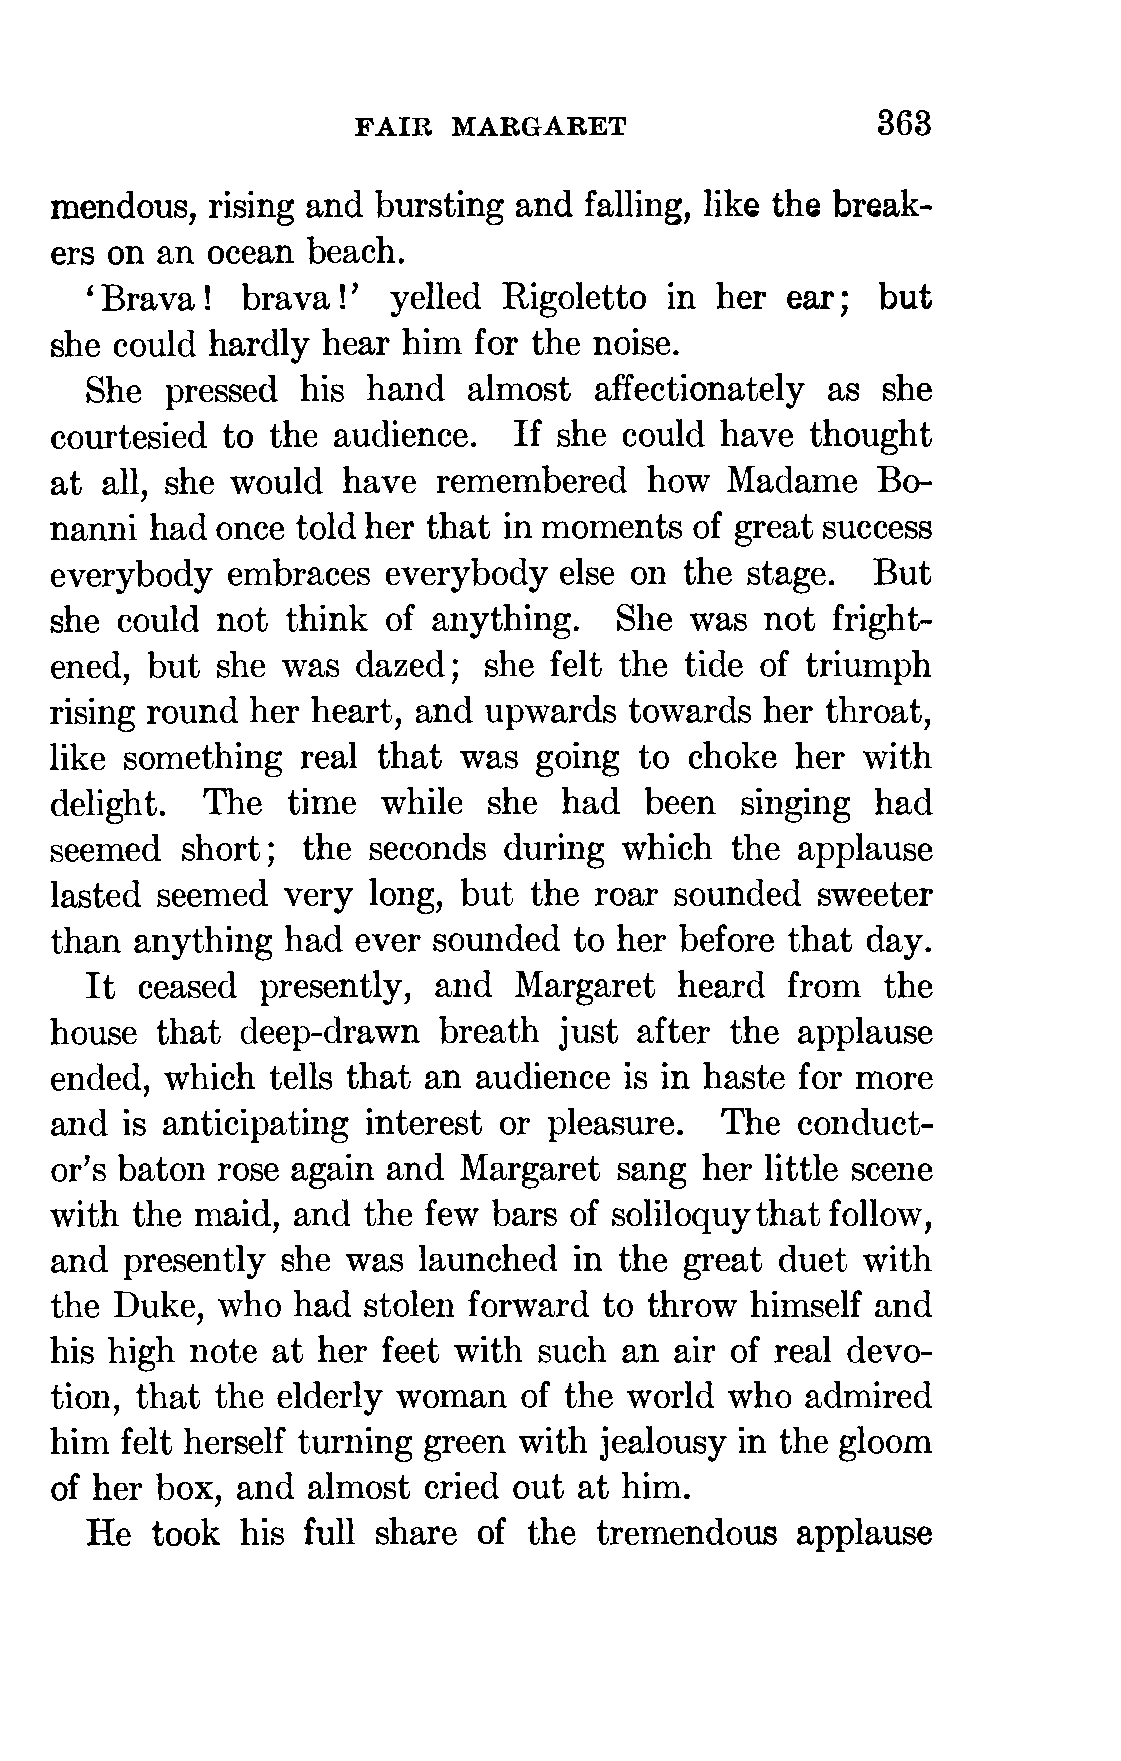 FAIR MARGARET 363
mendous, rising and bursting and falling, like the break-
ers on an ocean beach.
'Brava! brava!' yelled Rigoletto in her ear; but
she could hardly hear him for the noise.
She pressed his hand almost affectionately as she
courtesied to the audience. If she could have thought
at all, she would have remembered how Madame Bo-
nanni had once told her that in moments of great success
everybody embraces everybody else on the stage. But
she could not think of anything. She was not fright-
ened, but she was dazed; she felt the tide of triumph
rising round her heart, and upwards towards her throat,
like something real that was going to choke her with
delight. The time while she had been singing had
seemed short; the seconds during which the applause
lasted seemed very long, but the roar sounded sweeter
than anything had ever sounded to her before that day.
It ceased presently, and Margaret heard from the
house that deep-drawn breath just after the applause
ended, which tells that an audience is in haste for more
and is anticipating interest or pleasure. The conduct-
or's baton rose again and Margaret sang her little scene
with the maid, and the few bars of soliloquy that follow,
and presently she was launched in the great duet with
the Duke, who had stolen forward to throw himself and
his high note at her feet with such an air of real devo-
tion, that the elderly woman of the world who admired
him felt herself turning green with jealousy in the gloom
of her box, and almost cried out at him.
He took his full share of the tremendous applause